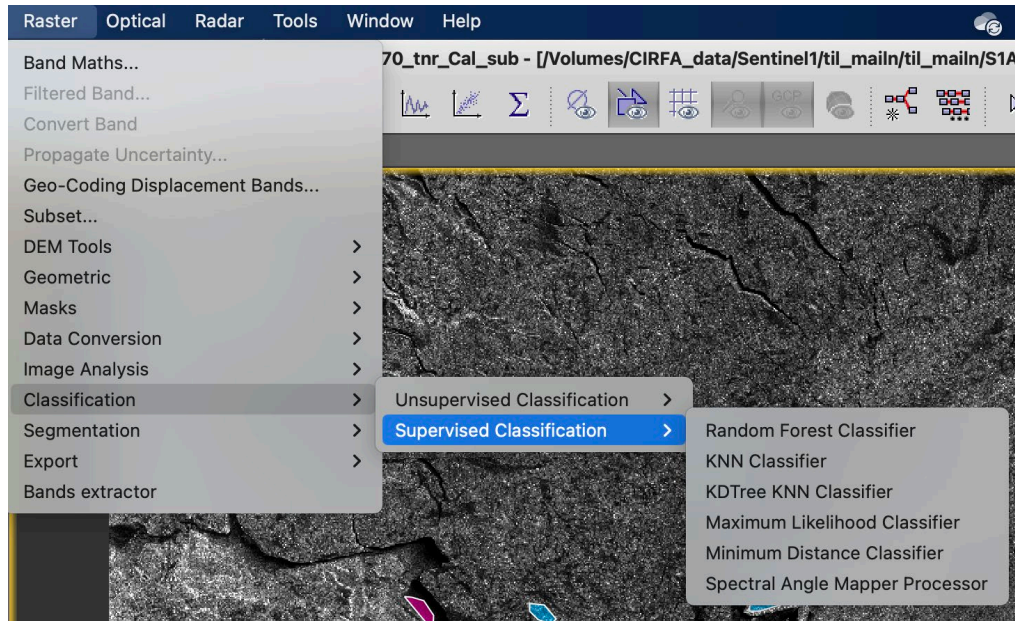 Raster Optical Radar Tools Window Help
70_tnr_Cal_sub - [/Volumes/CIRFA_data/Sentinel1/til_mailn/til_mailn/S1A
Band Maths...
Filtered Band...
Convert Band
Propagate Uncertainty...
Geo-Coding Displacement Bands...
Subset...
DEM Tools
Geometric
Masks
Data Conversion
Image Analysis
Classification
Segmentation
Export
Bands extractor
GCP
Unsupervised Classification
Supervised Classification
Random Forest Classifier
KNN Classifier
KDTree KNN Classifier
Maximum Likelihood Classifier
Minimum Distance Classifier
Spectral Angle Mapper Processor